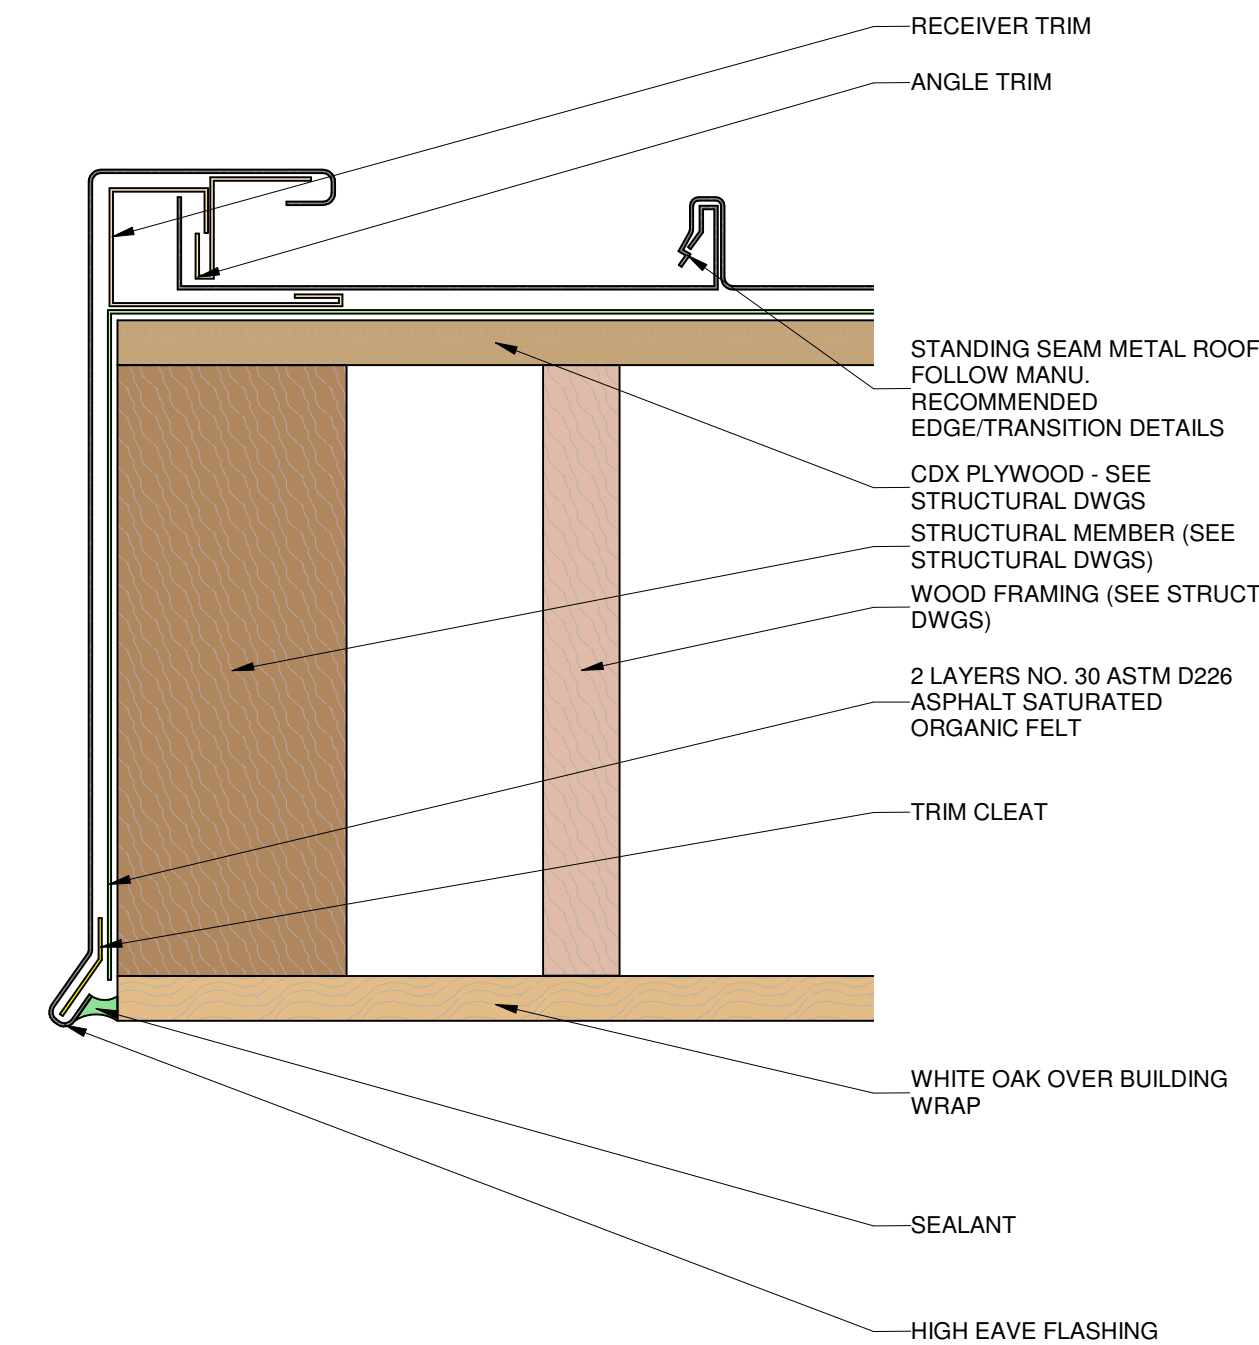 RECEIVER TRIM
ANGLE TRIM
STANDING SEAM METAL ROOF
FOLLOW MANU.
RECOMMENDED
EDGE/TRANSITION DETAILS
CDX PLYWOOD - SEE
STRUCTURAL DWGS
STRUCTURAL MEMBER (SEE
STRUCTURAL DWGS)
WOOD FRAMING (SEE STRUCT
DWGS)
2 LAYERS NO. 30 ASTM D226
ASPHALT SATURATED
ORGANIC FELT
TRIM CLEAT
WHITE OAK OVER BUILDING
WRAP
SEALANT
HIGH EAVE FLASHING